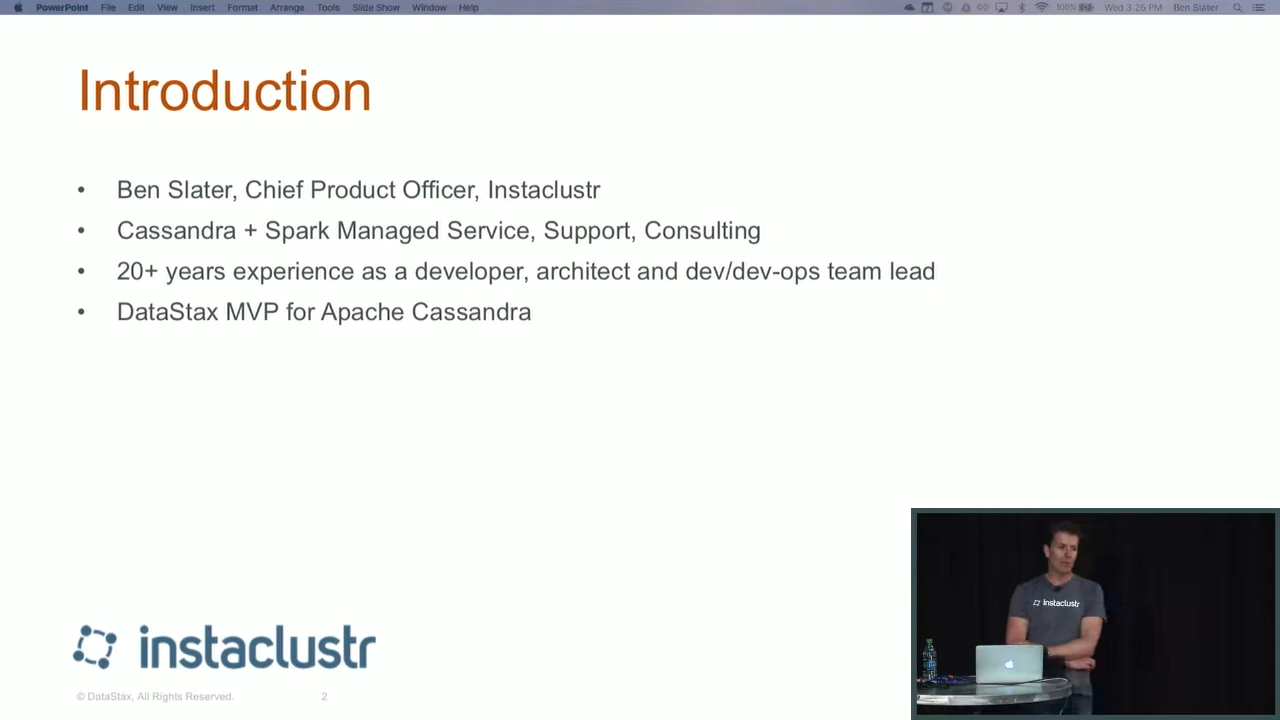 PowerPoint File Edit View Insert Format Arrange Tools Slide Show Window Help 100% Wed 3.26 PM Ben Slater
Introduction
• Ben Slater, Chief Product Officer, Instaclustr
• Cassandra + Spark Managed Service, Support, Consulting
• 20+ years experience as a developer, architect and dev/dev-ops team lead
• DataStax MVP for Apache Cassandra
instaclustr
instaclustr
© DataStax, All Rights Reserved. 2